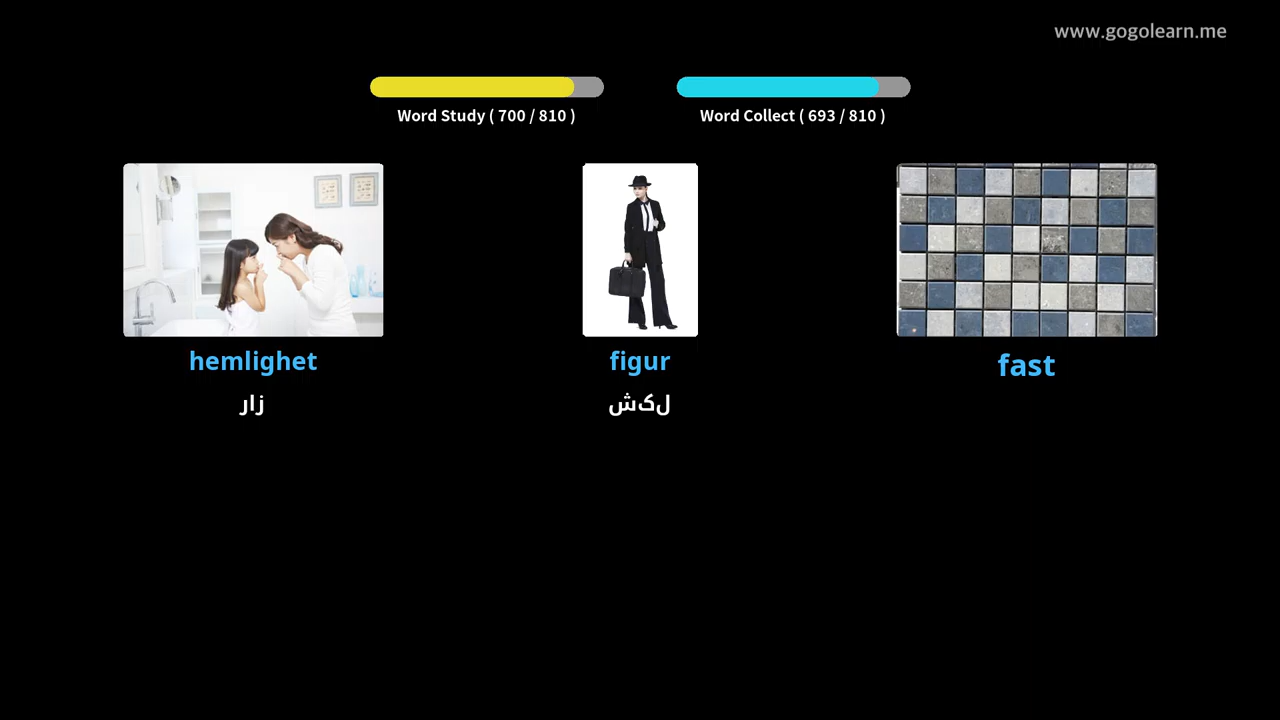 www.gogolearn.me
Word Study ( 700 / 810 )
Word Collect ( 693 / 810 )
hemlighet
زار
figur
لکش
fast